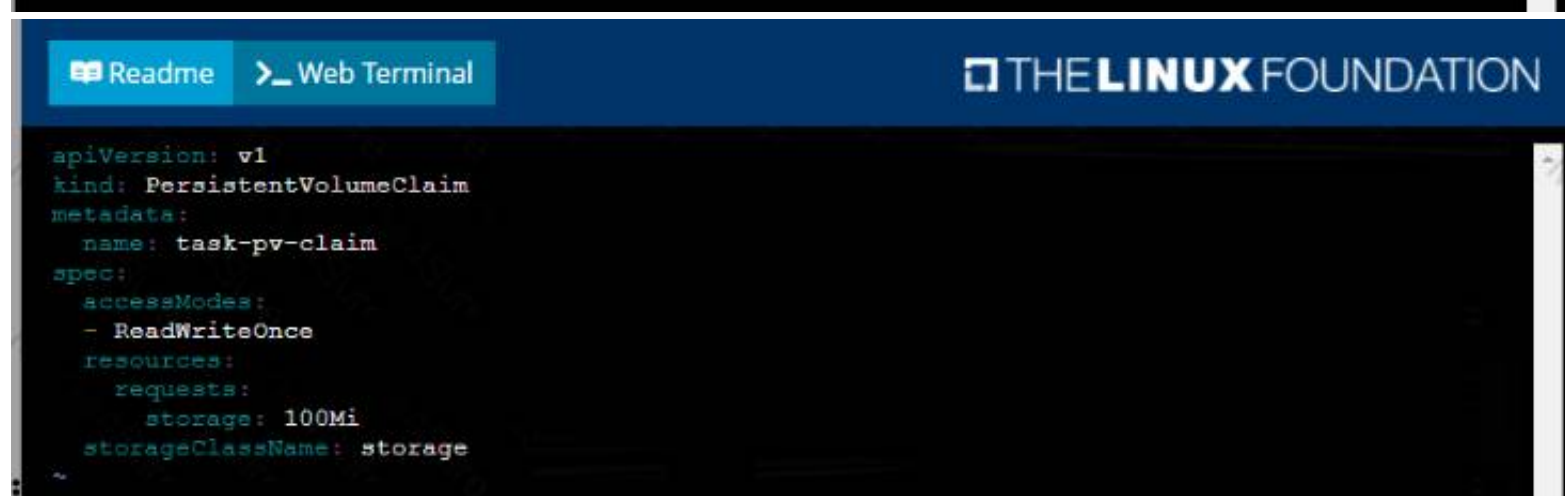 Readme >_ Web Terminal THE LINUX FOUNDATION
apiVersion: v1
kind: PersistentVolumeClaim
metadata:
  name: task-pv-claim
spec:
  accessModes:
  - ReadWriteOnce
  resources:
    requests:
      storage: 100Mi
  storageClassName: storage
~